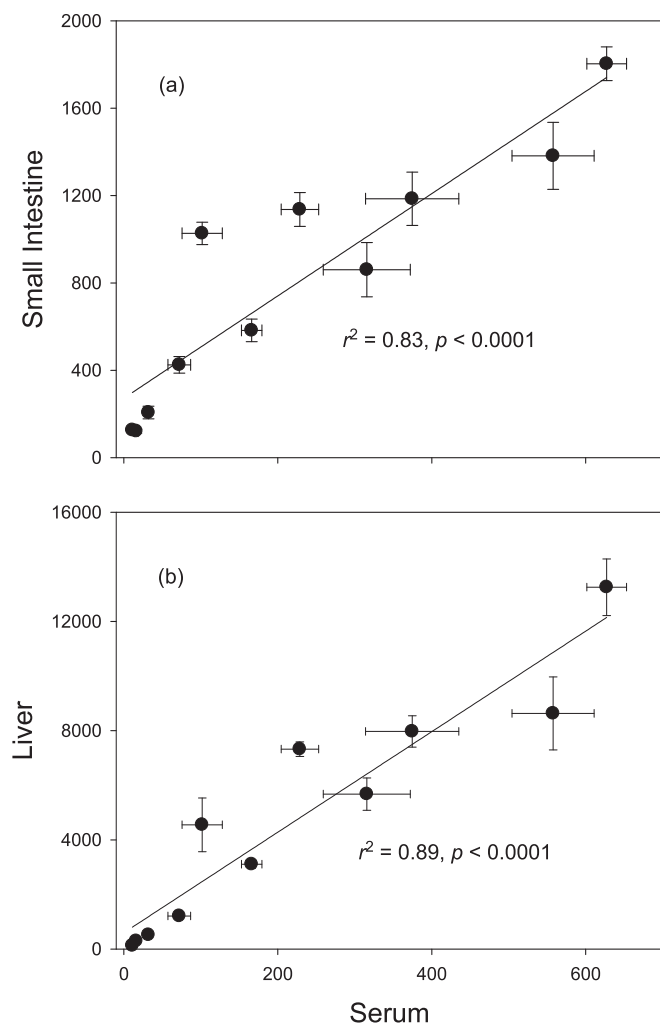 2000
(a)
1600
1200
Small Intestine
800
r² = 0.83, p < 0.0001
400
0
16000
(b)
12000
Liver
8000
r² = 0.89, p < 0.0001
4000
0
0 200 400 600
Serum